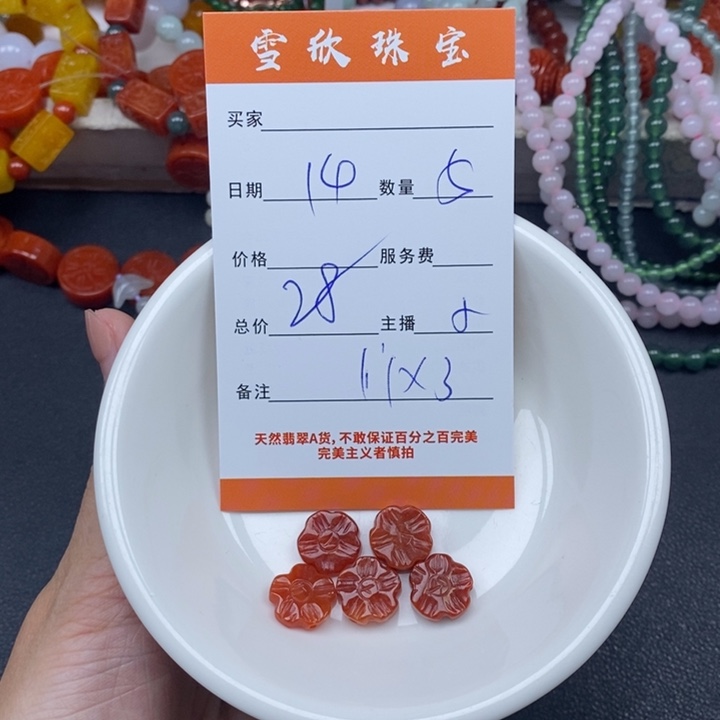 雪欣珠宝
买家
日期 14 数量 5
价格 服务费
总价 28 主播
备注 11×3
天然翡翠A货，不敢保证百分之百完美
完美主义者慎拍